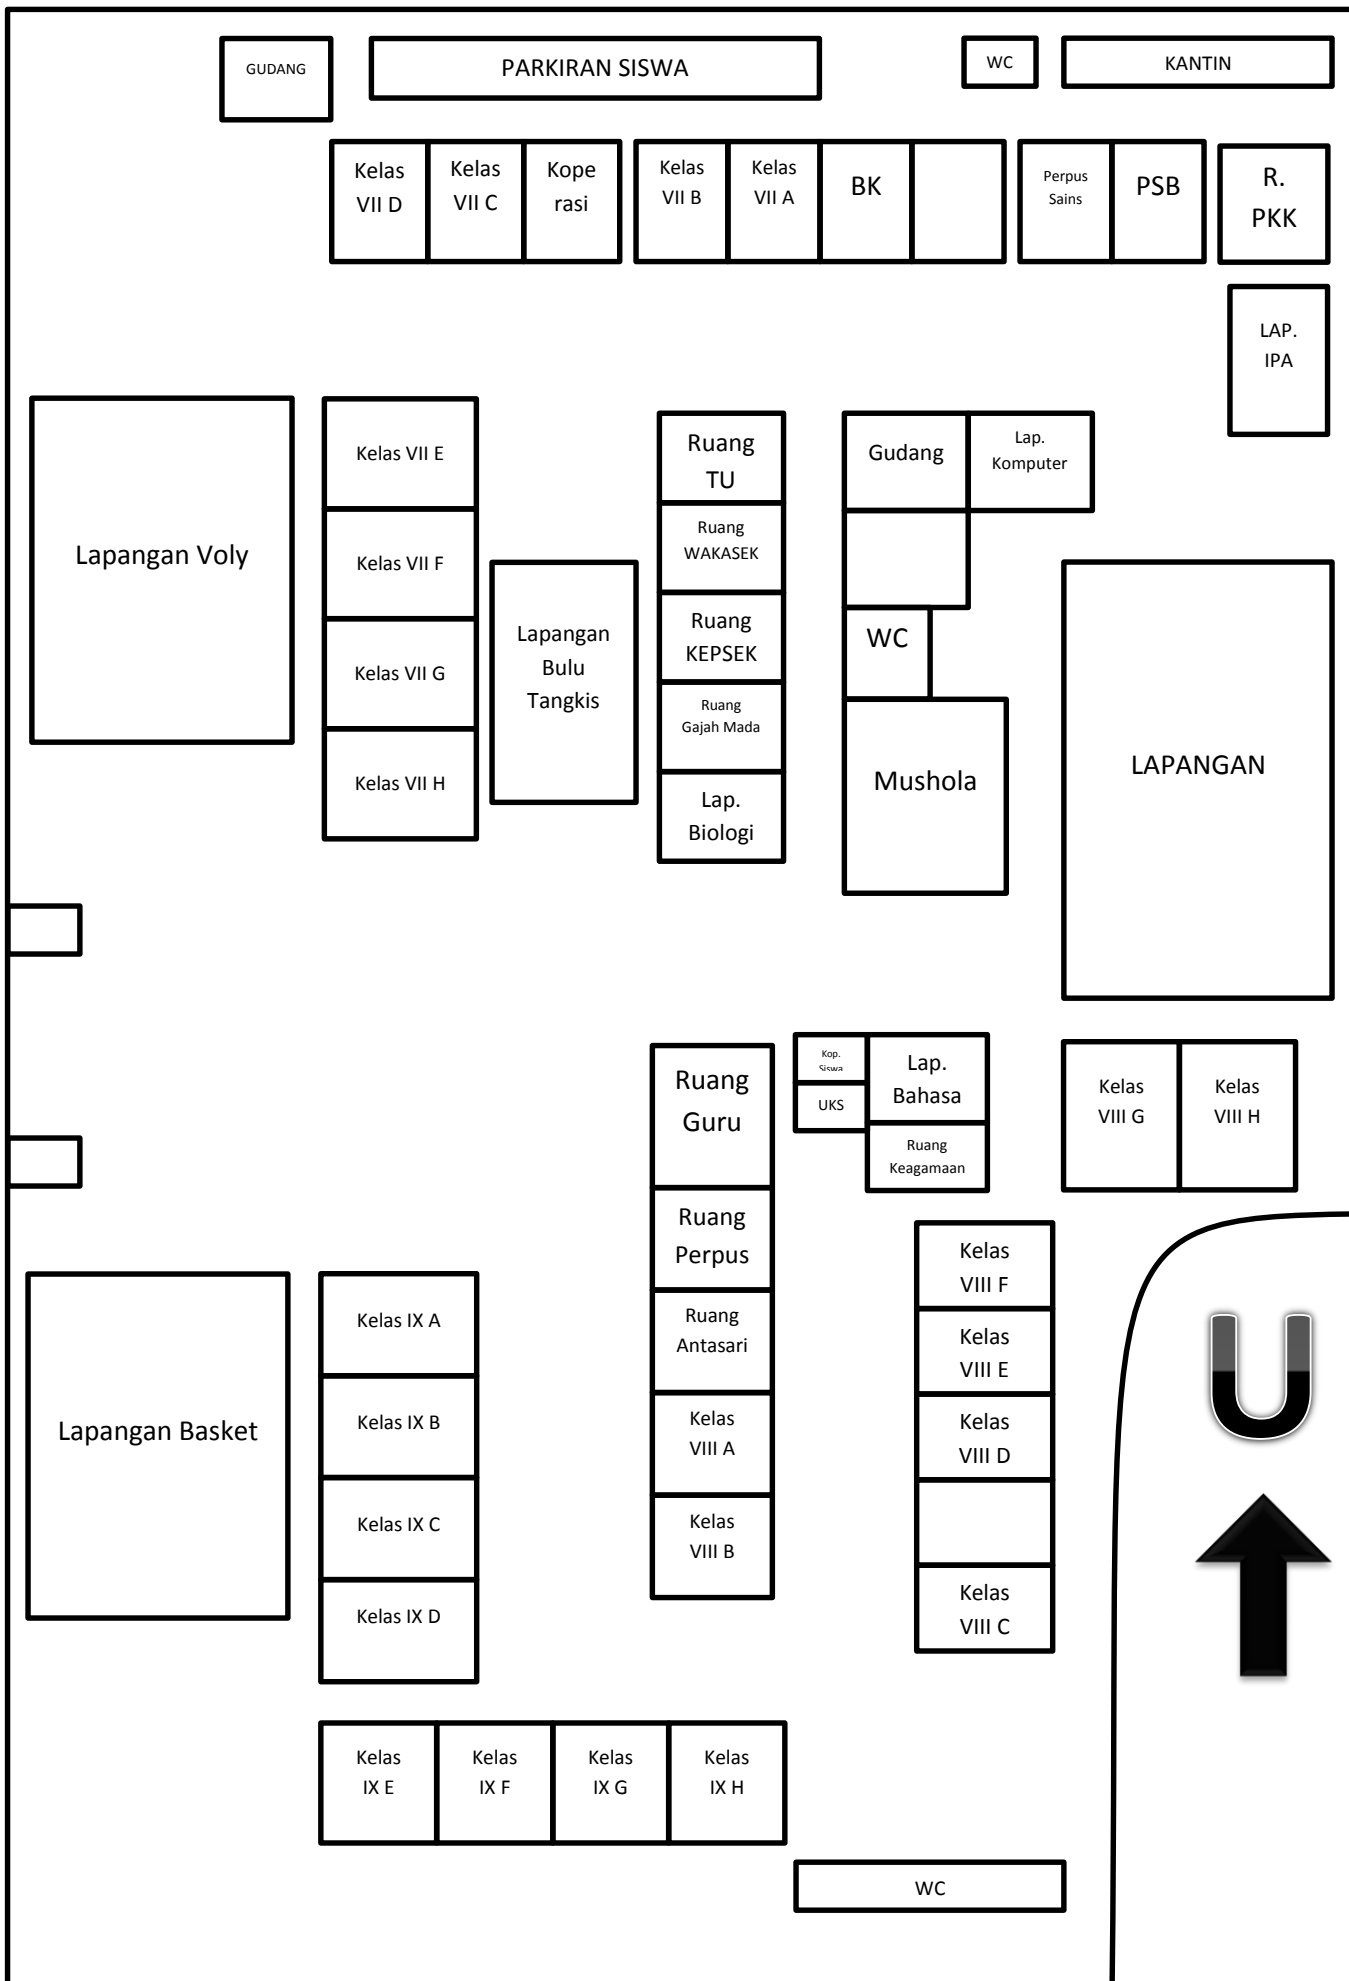 GUDANG
PARKIRAN SISWA
WC
KANTIN
Kelas
VII D
Kelas
VII C
Kope
rasi
Kelas
VII B
Kelas
VII A
BK
Perpus
Sains
PSB
R.
PKK
LAP.
IPA
Lapangan Voly
Kelas VII E
Kelas VII F
Kelas VII G
Kelas VII H
Lapangan
Bulu
Tangkis
Ruang
TU
Ruang
WAKASEK
Ruang
KEPSEK
Ruang
Gajah Mada
Lap.
Biologi
Gudang
Lap.
Komputer
WC
Mushola
LAPANGAN
Ruang
Guru
Ruang
Perpus
Ruang
Antasari
Kelas
VIII A
Kelas
VIII B
Kop.
Siswa
UKS
Lap.
Bahasa
Ruang
Keagamaan
Kelas
VIII G
Kelas
VIII H
Kelas
VIII F
Kelas
VIII E
Kelas
VIII D
Kelas
VIII C
U
Lapangan Basket
Kelas IX A
Kelas IX B
Kelas IX C
Kelas IX D
Kelas
IX E
Kelas
IX F
Kelas
IX G
Kelas
IX H
WC